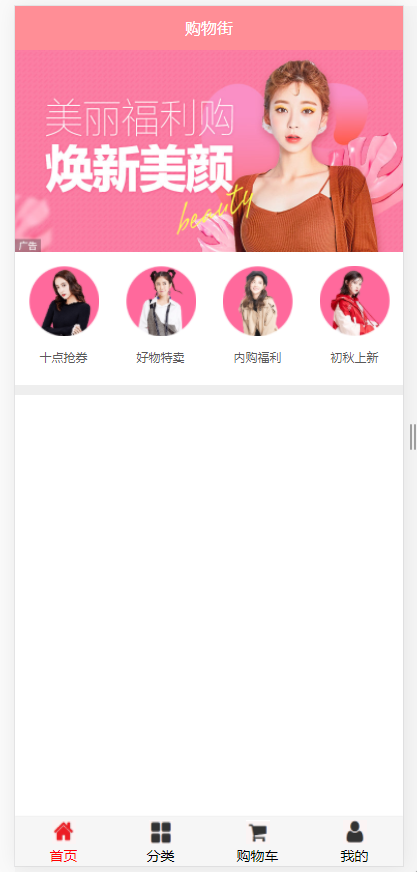 购物街
美丽福利购
焕新美颜
beauty
广告
十点抢券
好物特卖
内购福利
初秋上新
首页
分类
购物车
我的